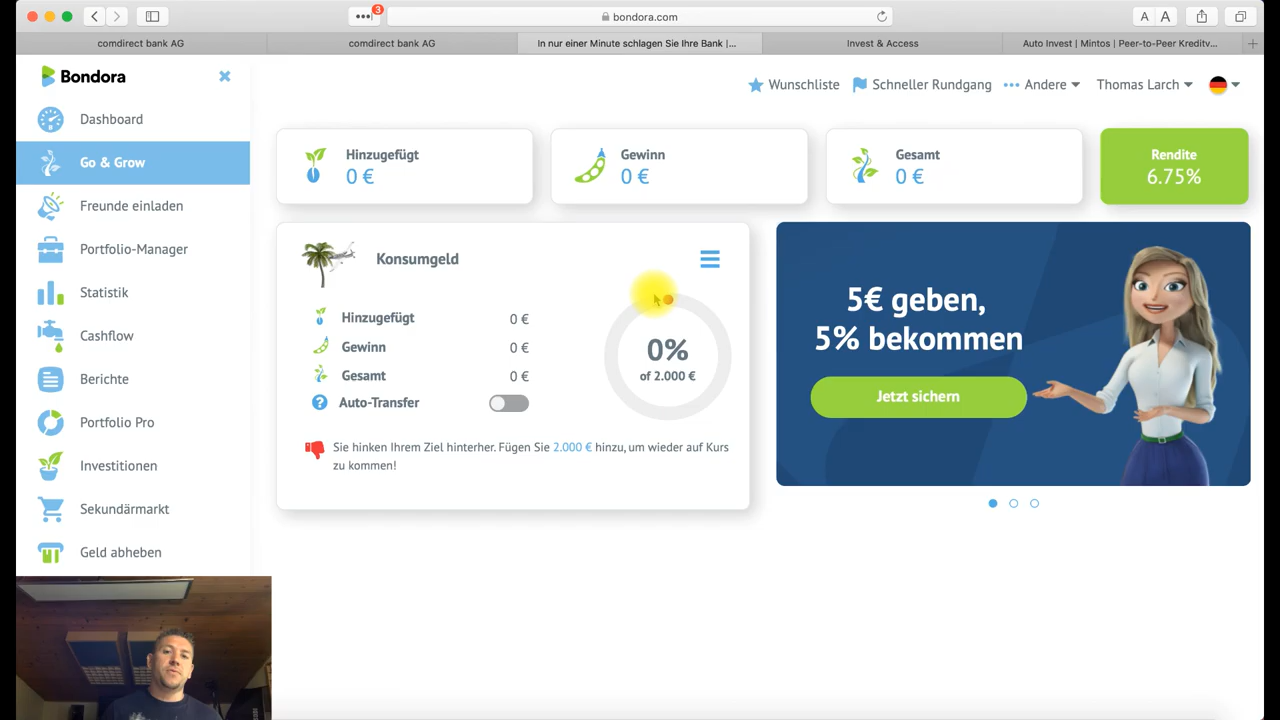 •••| 3
bondora.com
A A
comdirect bank AG
comdirect bank AG
In nur einer Minute schlagen Sie Ihre Bank |...
Invest & Access
Auto Invest | Mintos | Peer-to-Peer Kreditv...
Bondora
Wunschliste
Schneller Rundgang
Andere
Thomas Larch
Dashboard
Go & Grow
Freunde einladen
Portfolio-Manager
Statistik
Cashflow
Berichte
Portfolio Pro
Investitionen
Sekundärmarkt
Geld abheben
Hinzugefügt
0 €
Gewinn
0 €
Gesamt
0 €
Rendite
6.75%
Konsumgeld
Hinzugefügt 0 €
Gewinn 0 €
Gesamt 0 €
? Auto-Transfer
0%
of 2.000 €
Sie hinken Ihrem Ziel hinterher. Fügen Sie 2.000 € hinzu, um wieder auf Kurs
zu kommen!
5€ geben,
5% bekommen
Jetzt sichern